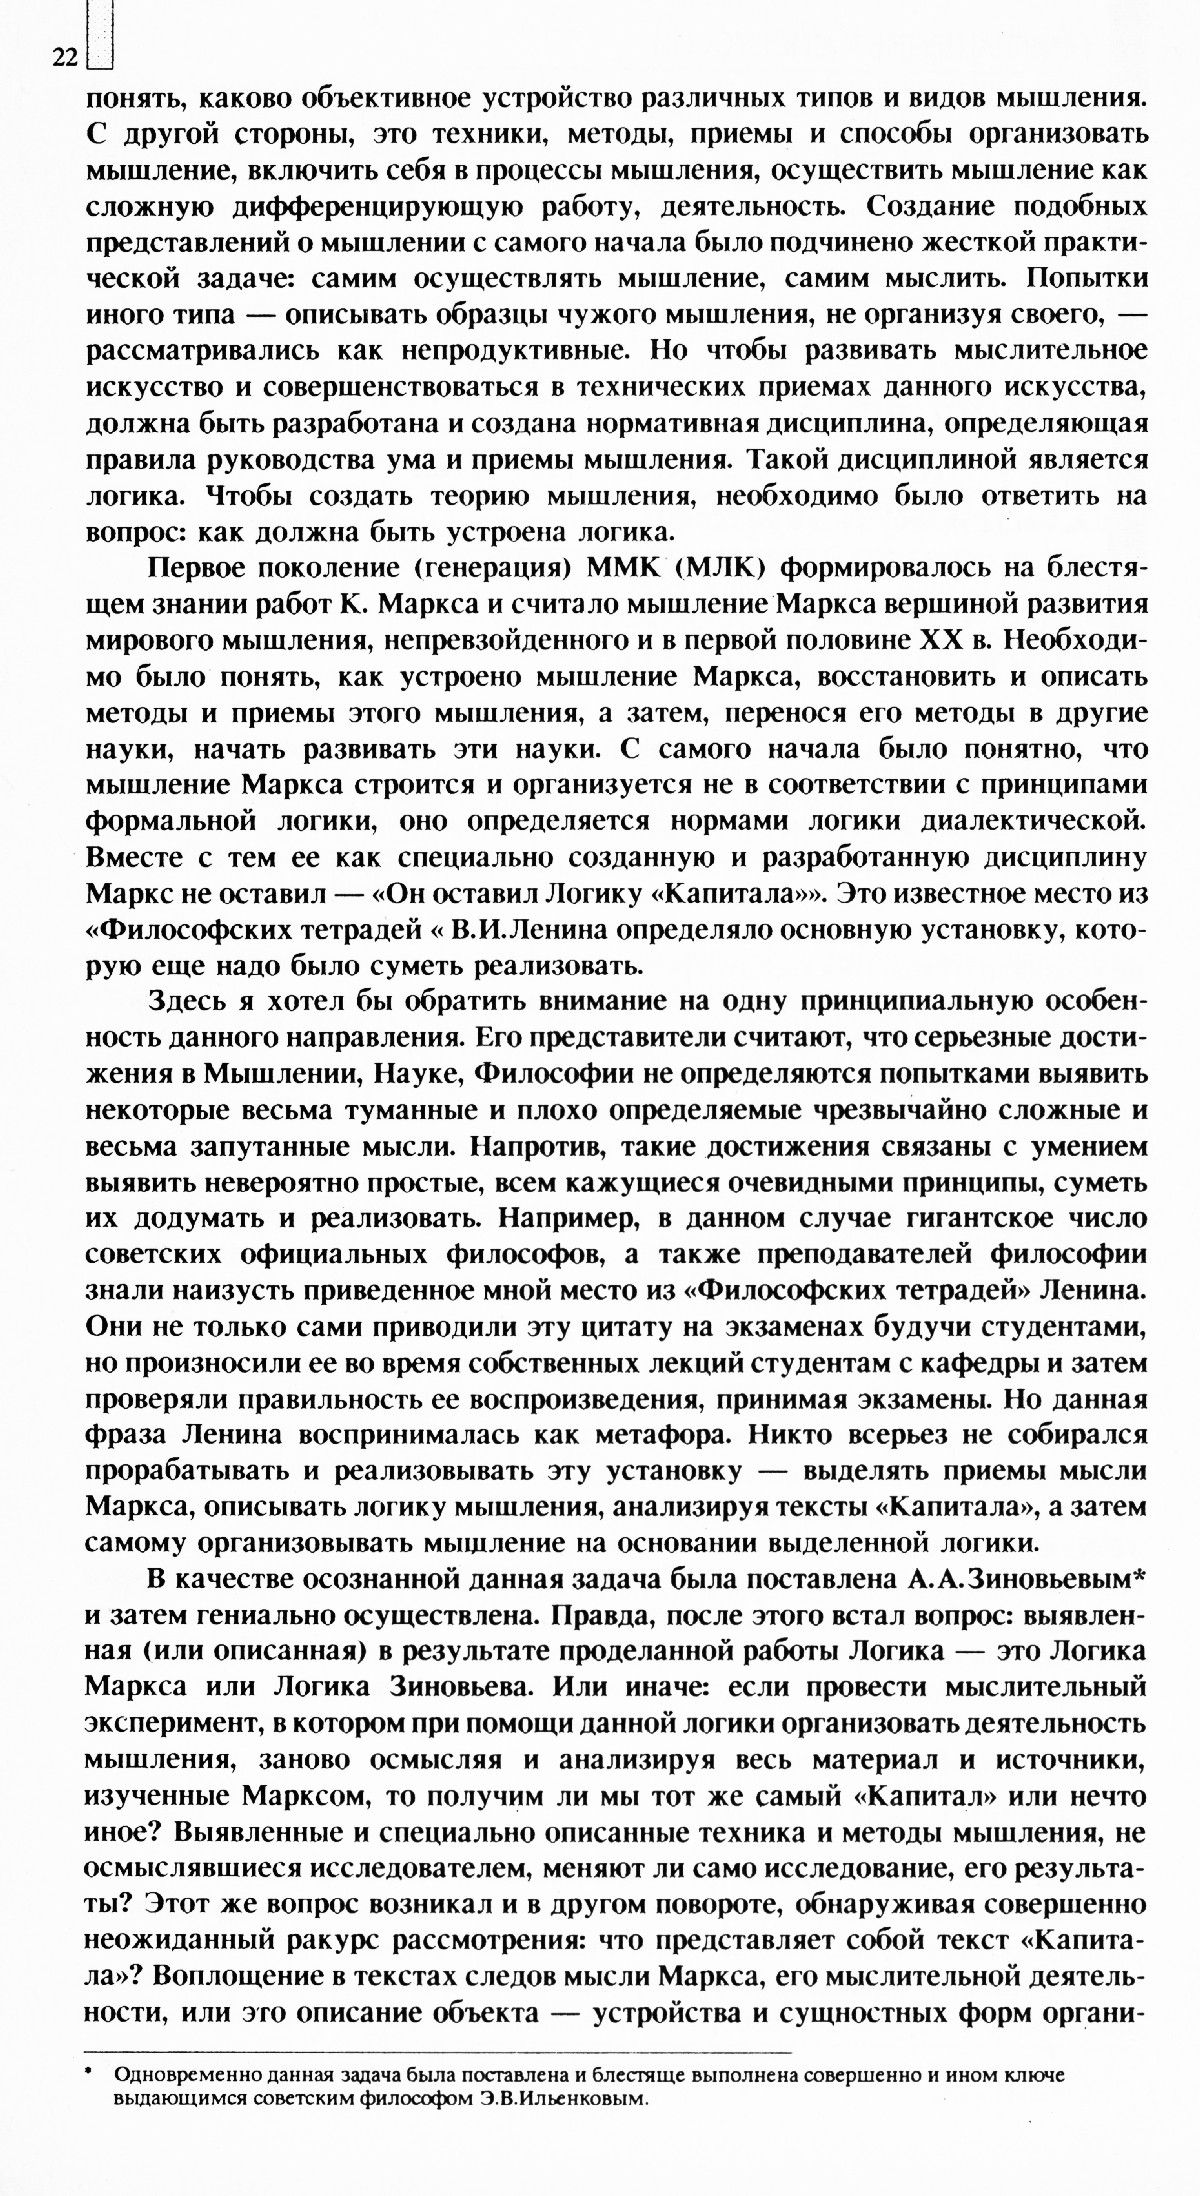 22
понять, каково объективное устройство различных типов и видов мышления.
С другой стороны, это техники, методы, приемы и способы организовать
мышление, включить себя в процессы мышления, осуществить мышление как
сложную дифференцирующую работу, деятельность. Создание подобных
представлений о мышлении с самого начала было подчинено жесткой практи-
ческой задаче: самим осуществлять мышление, самим мыслить. Попытки
иного типа — описывать образцы чужого мышления, не организуя своего, —
рассматривались как непродуктивные. Но чтобы развивать мыслительное
искусство и совершенствоваться в технических приемах данного искусства,
должна быть разработана и создана нормативная дисциплина, определяющая
правила руководства ума и приемы мышления. Такой дисциплиной является
логика. Чтобы создать теорию мышления, необходимо было ответить на
вопрос: как должна быть устроена логика.
Первое поколение (генерация) ММК (МЛК) формировалось на блестя-
щем знании работ К. Маркса и считало мышление Маркса вершиной развития
мирового мышления, непревзойденного и в первой половине XX в. Необходи-
мо было понять, как устроено мышление Маркса, восстановить и описать
методы и приемы этого мышления, а затем, перенося его методы в другие
науки, начать развивать эти науки. С самого начала было понятно, что
мышление Маркса строится и организуется не в соответствии с принципами
формальной логики, оно определяется нормами логики диалектической.
Вместе с тем ее как специально созданную и разработанную дисциплину
Маркс не оставил — «Он оставил Логику «Капитала»». Это известное место из
«Философских тетрадей « В.И.Ленина определяло основную установку, кото-
рую еще надо было суметь реализовать.
Здесь я хотел бы обратить внимание на одну принципиальную особен-
ность данного направления. Его представители считают, что серьезные дости-
жения в Мышлении, Науке, Философии не определяются попытками выявить
некоторые весьма туманные и плохо определяемые чрезвычайно сложные и
весьма запутанные мысли. Напротив, такие достижения связаны с умением
выявить невероятно простые, всем кажущиеся очевидными принципы, суметь
их додумать и реализовать. Например, в данном случае гигантское число
советских официальных философов, а также преподавателей философии
знали наизусть приведенное мной место из «Философских тетрадей» Ленина.
Они не только сами приводили эту цитату на экзаменах будучи студентами,
но произносили ее во время собственных лекций студентам с кафедры и затем
проверяли правильность ее воспроизведения, принимая экзамены. Но данная
фраза Ленина воспринималась как метафора. Никто всерьез не собирался
прорабатывать и реализовывать эту установку — выделять приемы мысли
Маркса, описывать логику мышления, анализируя тексты «Капитала», а затем
самому организовывать мышление на основании выделенной логики.
В качестве осознанной данная задача была поставлена А.А.Зиновьевым*
и затем гениально осуществлена. Правда, после этого встал вопрос: выявлен-
ная (или описанная) в результате проделанной работы Логика — это Логика
Маркса или Логика Зиновьева. Или иначе: если провести мыслительный
эксперимент, в котором при помощи данной логики организовать деятельность
мышления, заново осмысляя и анализируя весь материал и источники,
изученные Марксом, то получим ли мы тот же самый «Капитал» или нечто
иное? Выявленные и специально описанные техника и методы мышления, не
осмыслявшиеся исследователем, меняют ли само исследование, его результа-
ты? Этот же вопрос возникал и в другом повороте, обнаруживая совершенно
неожиданный ракурс рассмотрения: что представляет собой текст «Капита-
ла»? Воплощение в текстах следов мысли Маркса, его мыслительной деятель-
ности, или это описание объекта — устройства и сущностных форм органи-
* Одновременно данная задача была поставлена и блестяще выполнена совершенно и ином ключе
выдающимся советским философом Э.В.Ильенковым.